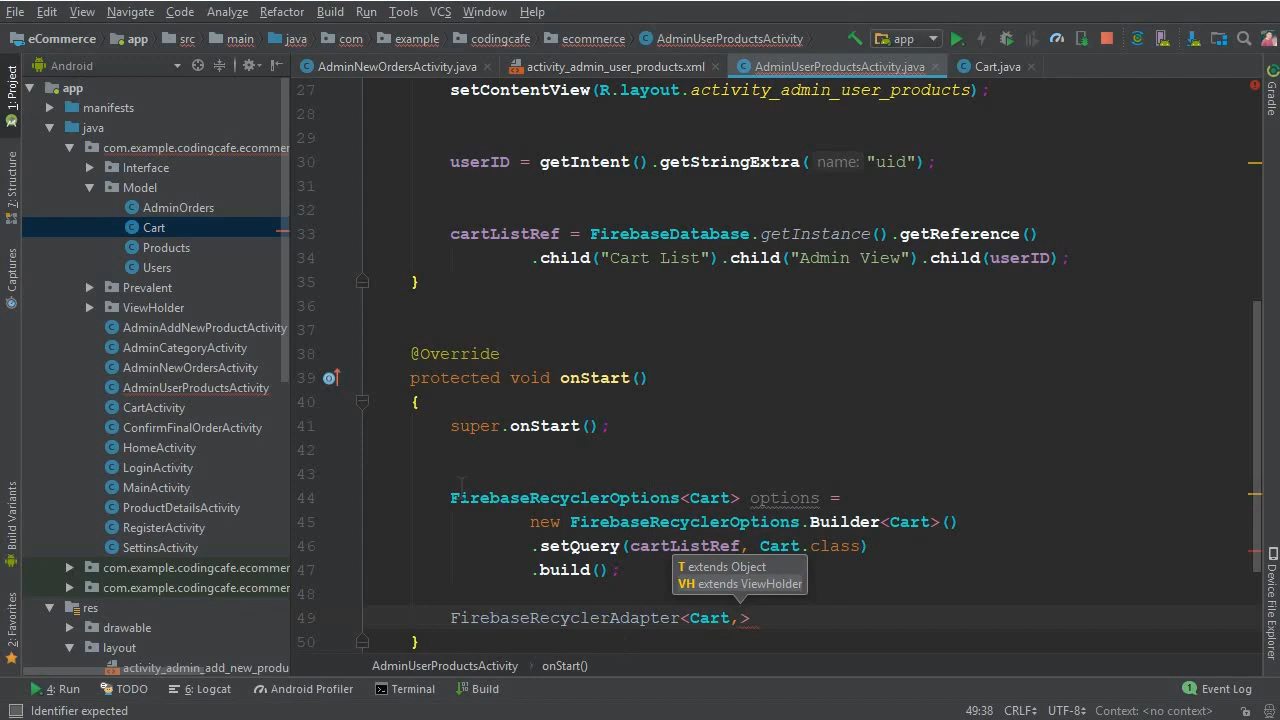 File Edit View Navigate Code Analyze Refactor Build Run Tools VCS Window Help
eCommerce app src main java com example codingcafe ecommerce AdminUserProductsActivity app
Android
AdminNewOrdersActivity.java activity_admin_user_products.xml AdminUserProductsActivity.java Cart.java
1: Project
7: Structure
Captures
Build Variants
2: Favorites
app
manifests
java
com.example.codingcafe.ecommer
Interface
Model
AdminOrders
Cart
Products
Users
Prevalent
ViewHolder
AdminAddNewProductActivity
AdminCategoryActivity
AdminNewOrdersActivity
AdminUserProductsActivity
CartActivity
ConfirmFinalOrderActivity
HomeActivity
LoginActivity
MainActivity
ProductDetailsActivity
RegisterActivity
SettinsActivity
com.example.codingcafe.ecommer
com.example.codingcafe.ecommer
res
drawable
layout
activity_admin_add_new_produ
27 setContentView(R.layout.activity_admin_user_products);
28
29
30 userID = getIntent().getStringExtra( name: "uid");
31
32
33 cartListRef = FirebaseDatabase.getInstance().getReference()
34 .child("Cart List").child("Admin View").child(userID);
35 }
36
37
38 @Override
39 protected void onStart()
40 {
41 super.onStart();
42
43
44 FirebaseRecyclerOptions<Cart> options =
45 new FirebaseRecyclerOptions.Builder<Cart>()
46 .setQuery(cartListRef, Cart.class)
47 .build();
T extends Object
VH extends ViewHolder
48
49 FirebaseRecyclerAdapter<Cart,>
50 }
AdminUserProductsActivity onStart()
Gradle
Device File Explorer
4: Run TODO 6: Logcat Android Profiler Terminal Build Event Log
Identifier expected 49:38 CRLF÷ UTF-8÷ Context: <no context>